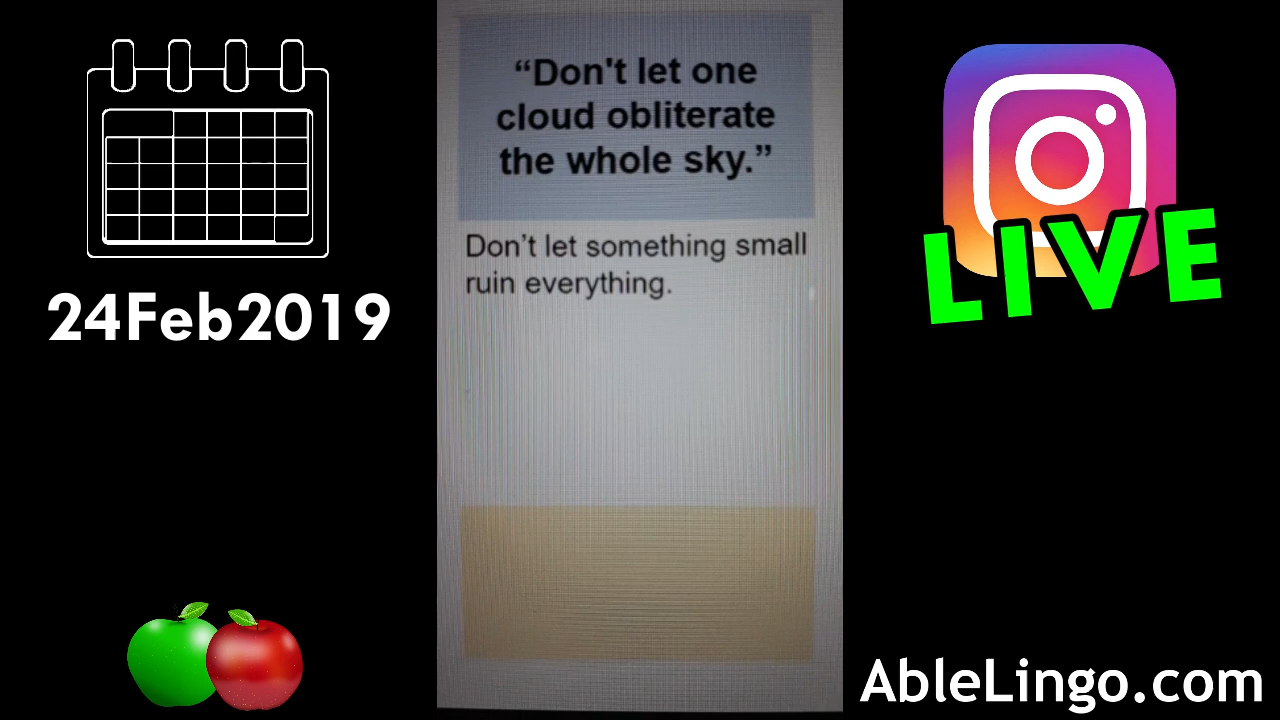 24Feb2019
“Don't let one
cloud obliterate
the whole sky.”
Don’t let something small
ruin everything.
LIVE
AbleLingo.com